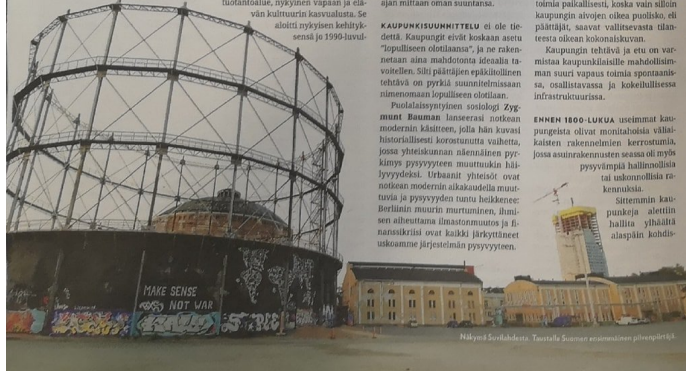 tuotantoalue, nykyinen vapaan ja elä-
vän kulttuurin kasvualusta. Se
aloitti nykyisen kehityk-
sensä jo 1990-luvul-
ajan mittaan oman suuntansa.
KAUPUNKISUUNNITTELU ei ole tie-
dettä. Kaupungit eivät koskaan asetu
"lopulliseen olotilaansa", ja ne raken-
netaan aina mahdotonta ideaalia ta-
voitellen. Silti päättäjien epäkiitollinen
tehtävä on pyrkiä suunnitelmissaan
nimenomaan lopulliseen olotilaan.
Puolalaissyntyinen sosiologi Zyg-
munt Bauman lanseerasi notkean
modernin käsitteen, jolla hän kuvasi
historiallisesti korostunutta vaihetta,
jossa yhteiskunnan näennäinen pyr-
kimys pysyvyyteen muuttuukin hä-
lyvyydeksi. Urbaanit yhteisöt ovat
notkean modernin aikakaudella muut-
tuvia ja pysyvyyden tuntu heikkenee:
Berliinin muurin murtuminen, ihmi-
sen aiheuttama ilmastonmuutos ja fi-
nanssikriisi ovat kaikki järkyttäneet
uskoamme järjestelmän pysyvyyteen.
toimia paikallisesti, koska vain silloin
kaupungin aivojen oikea puolisko, eli
päättäjät, saavat vallitsevasta tilan-
teesta oikean kokonaiskuvan.
Kaupungin tehtävä ja etu on var-
mistaa kaupunkilaisille mahdollisim-
man suuri vapaus toimia spontaanis-
sa, osallistavassa ja kokeilullisessa
infrastruktuurissa.
ENNEN 1800-LUKUA useimmat kau-
pungeista olivat monitahoisia väliai-
kaisten rakennelmien kerrostumia,
jossa asuinrakennusten seassa oli myös
pysyvämpiä hallinnollisia
tai uskonnollisia ra-
kennuksia.
Sittemmin kau-
punkeja alettiin
hallita ylhäältä
alaspäin kohdis-
MAKE SENSE
NOT WAR
Näkymä Suvilahdesta. Taustalla Suomen ensimmäinen pilvenpiirtäjä.